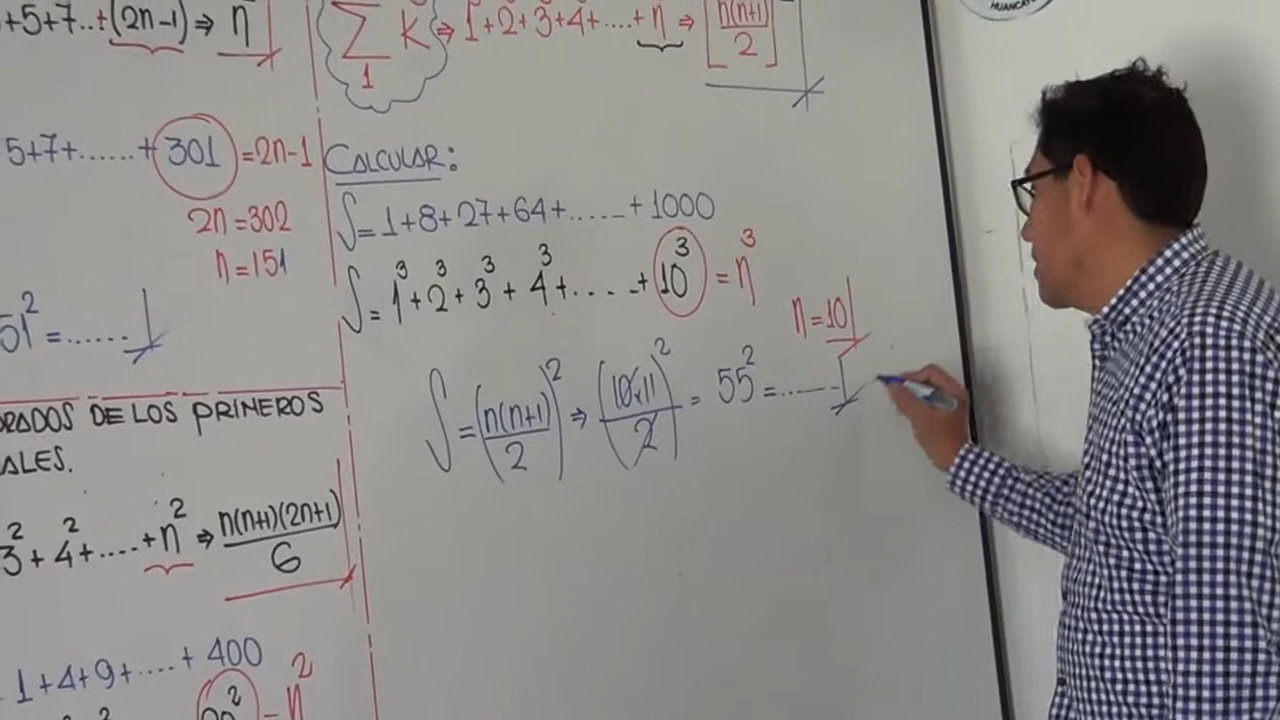 +5+7..+(2n-1) ⇒ n
5+7+......+301=2n-1
2n=302
n=151
51²=......
DE LOS PRIMEROS
3²+4²+....+n² ⇒ n(n+1)(2n+1)/6
1+4+9+....+400
= n²
∑ K ⇒ 1+2+3+4+....+n ⇒ [n(n+1)/2]
1
CALCULAR:
S=1+8+27+64+......+1000
S=1³+2³+3³+4³+.....+10³=n³
n=10
S=(n(n+1)/2)² ⇒ (10x11/2)² = 55² =......